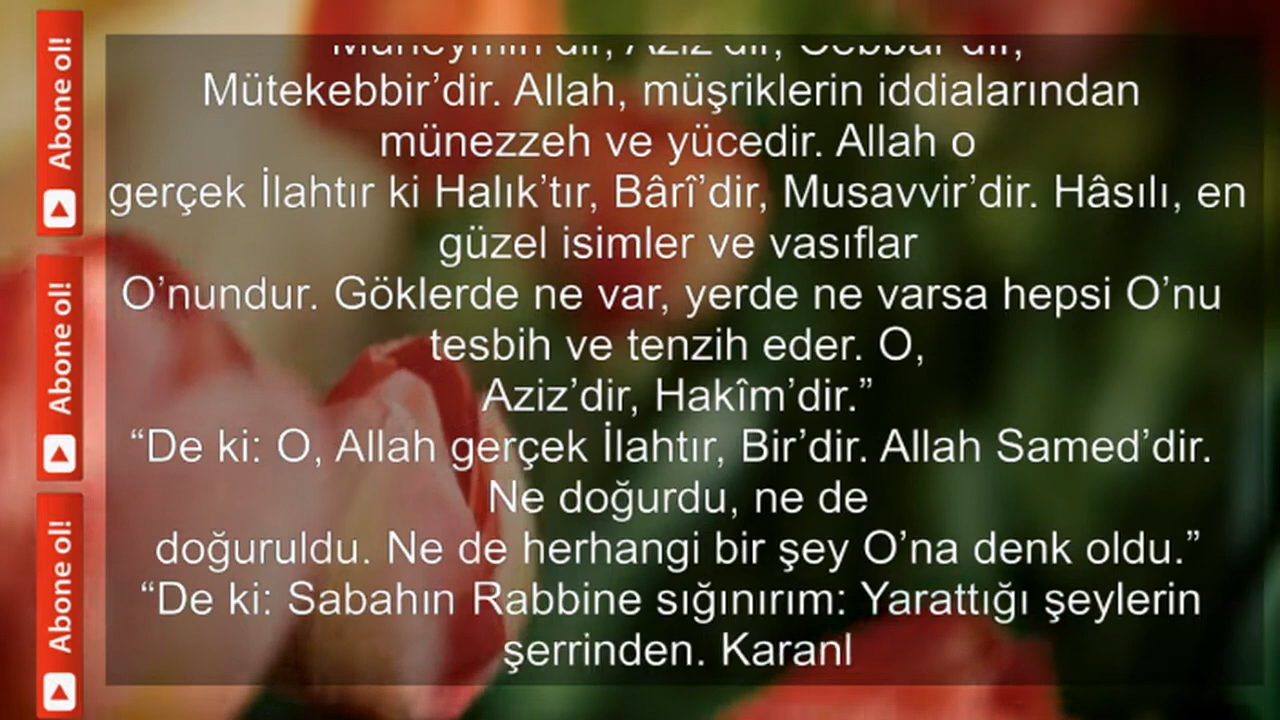 Abone ol!
Abone ol!
Abone ol!
Mütekebbir’dir. Allah, müşriklerin iddialarından
münezzeh ve yücedir. Allah o
gerçek İlahtır ki Halık’tır, Bârî’dir, Musavvir’dir. Hâsılı, en
güzel isimler ve vasıflar
O’nundur. Göklerde ne var, yerde ne varsa hepsi O’nu
tesbih ve tenzih eder. O,
Aziz’dir, Hakîm’dir.”
“De ki: O, Allah gerçek İlahtır, Bir’dir. Allah Samed’dir.
Ne doğurdu, ne de
doğuruldu. Ne de herhangi bir şey O’na denk oldu.”
“De ki: Sabahın Rabbine sığınırım: Yarattığı şeylerin
şerrinden. Karanl